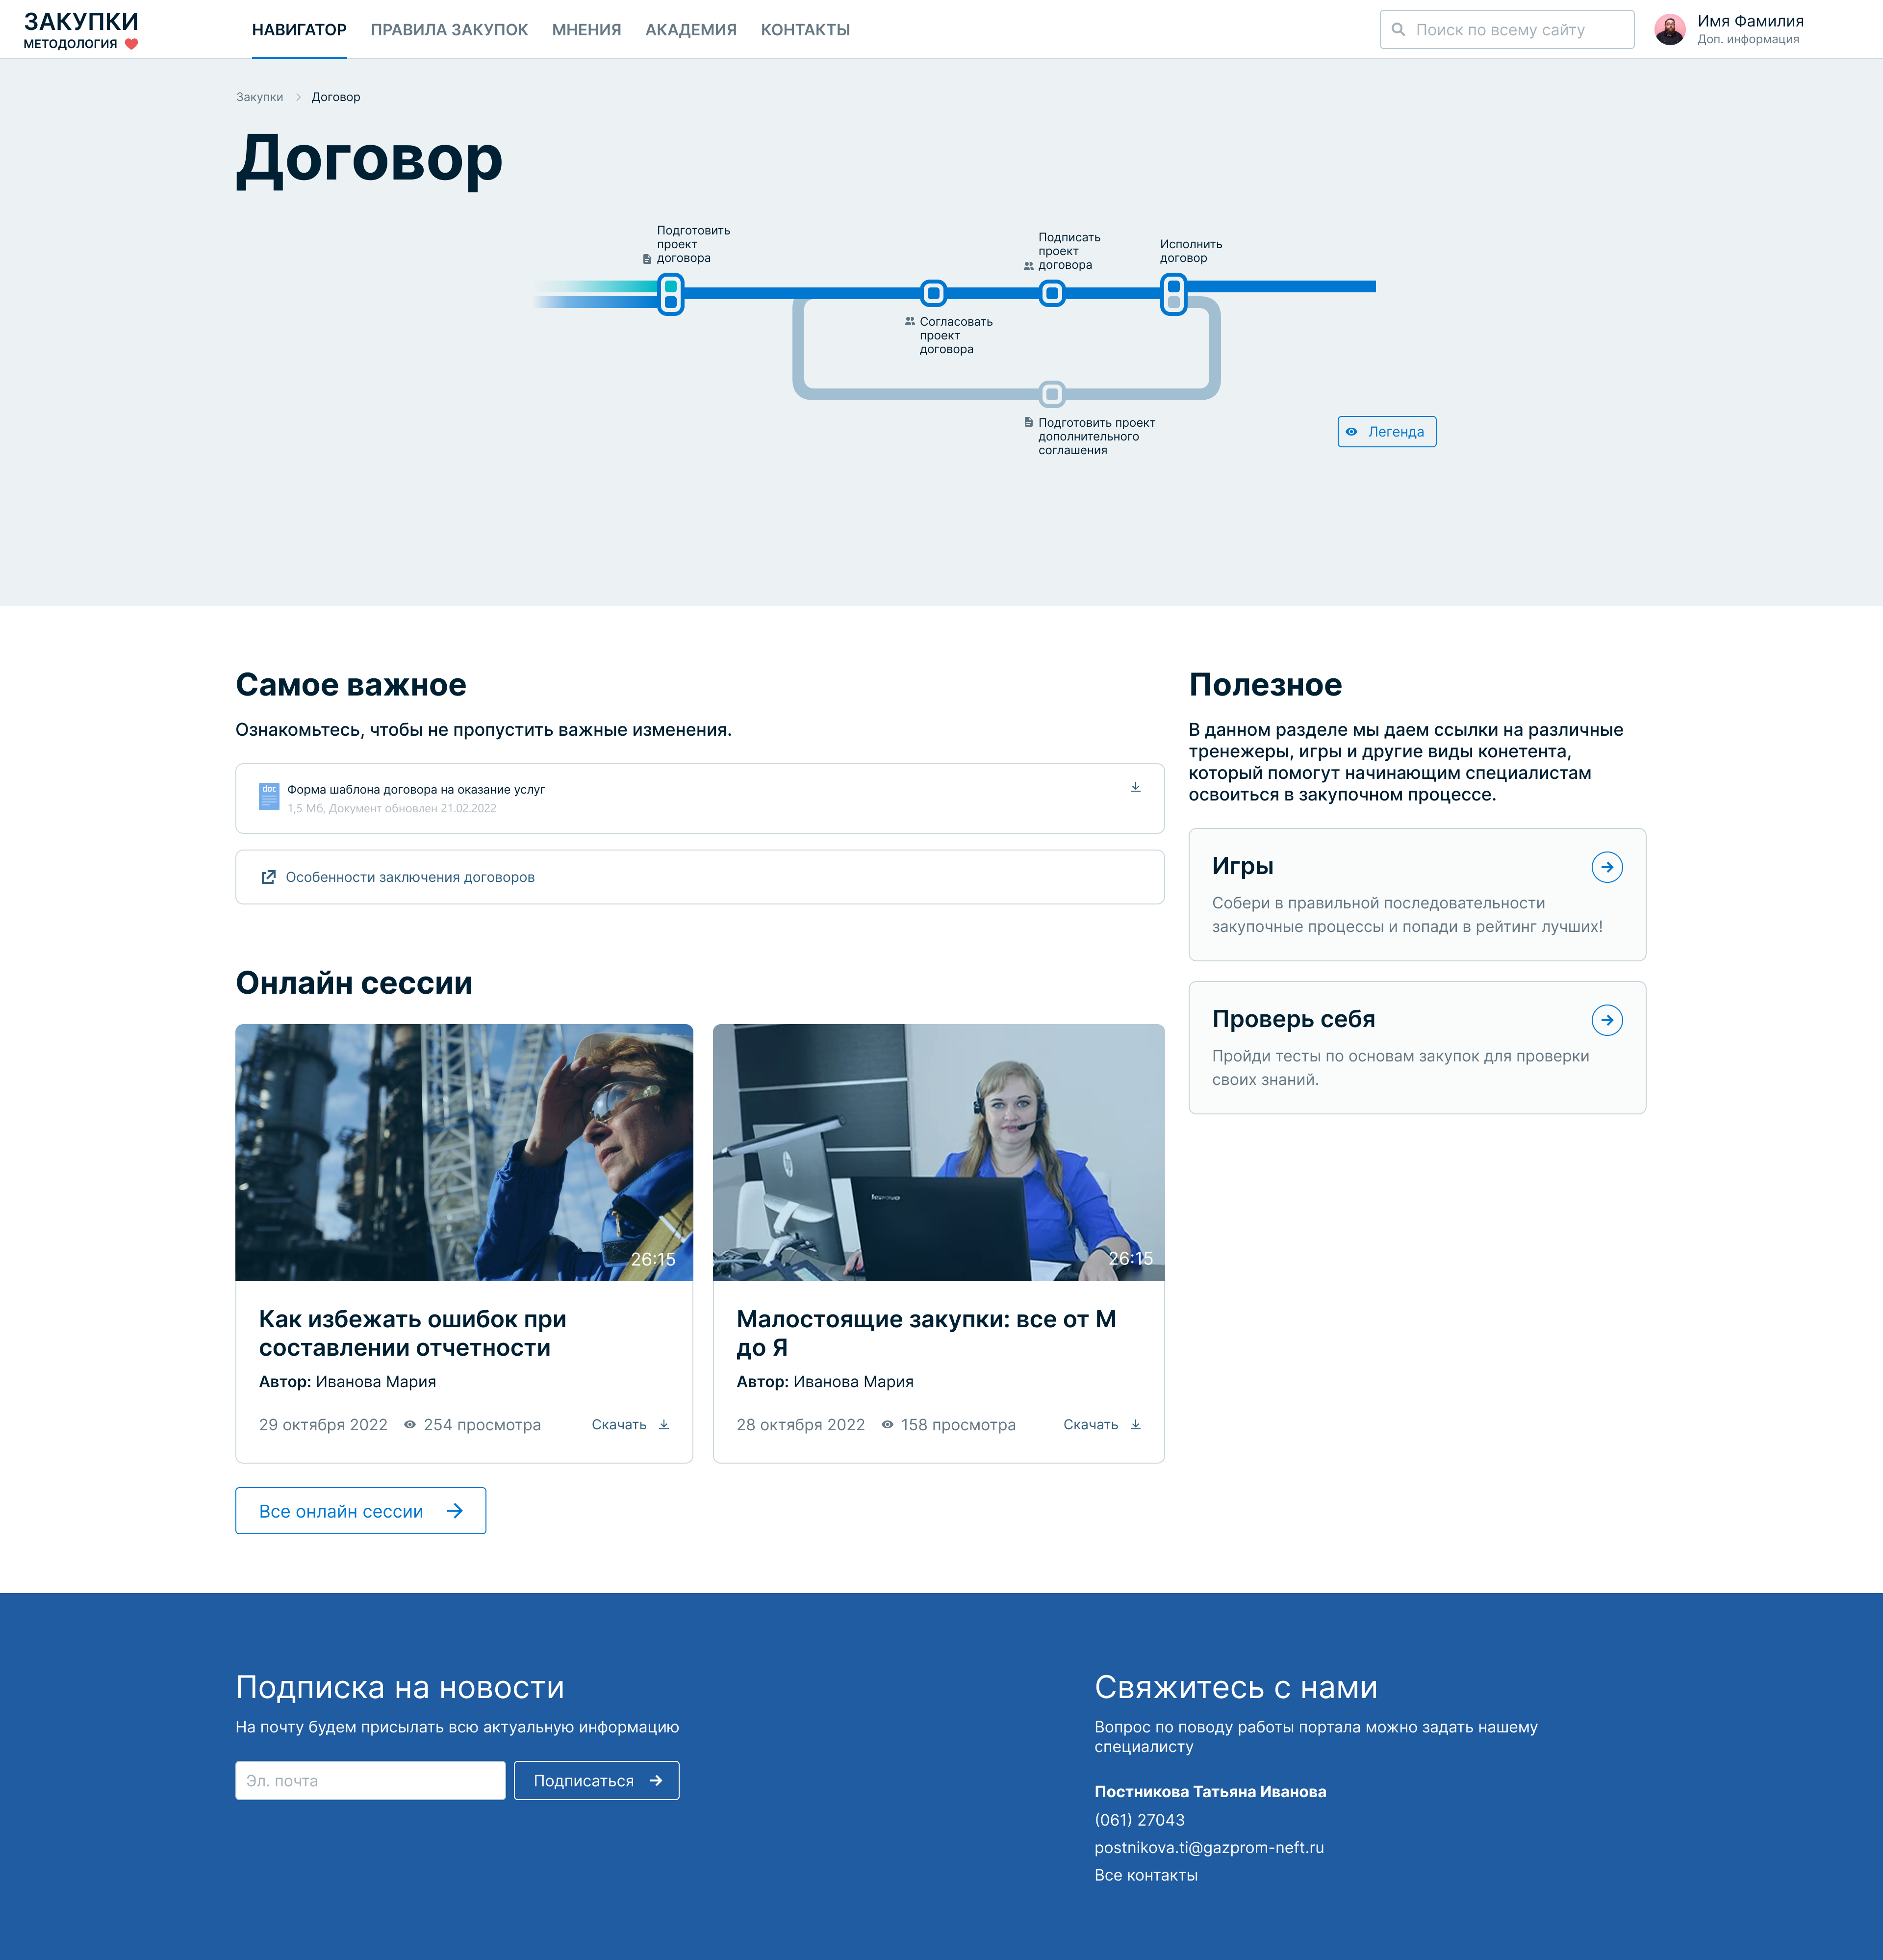 ЗАКУПКИ
МЕТОДОЛОГИЯ
НАВИГАТОР
ПРАВИЛА ЗАКУПОК
МНЕНИЯ
АКАДЕМИЯ
КОНТАКТЫ
Поиск по всему сайту
Имя Фамилия
Доп. информация
Закупки
Договор
Договор
Подготовить
проект
договора
Подписать
проект
договора
Исполнить
договор
Согласовать
проект
договора
Подготовить проект
дополнительного
соглашения
Легенда
Самое важное
Ознакомьтесь, чтобы не пропустить важные изменения.
doc
Форма шаблона договора на оказание услуг
1,5 Мб, Документ обновлен 21.02.2022
Особенности заключения договоров
Полезное
В данном разделе мы даем ссылки на различные
тренежеры, игры и другие виды конетента,
который помогут начинающим специалистам
освоиться в закупочном процессе.
Игры
Собери в правильной последовательности
закупочные процессы и попади в рейтинг лучших!
Проверь себя
Пройди тесты по основам закупок для проверки
своих знаний.
Онлайн сессии
26:15
hp
lenovo
26:15
Как избежать ошибок при
составлении отчетности
Автор: Иванова Мария
29 октября 2022
254 просмотра
Скачать
Малостоящие закупки: все от М
до Я
Автор: Иванова Мария
28 октября 2022
158 просмотра
Скачать
Все онлайн сессии
Подписка на новости
На почту будем присылать всю актуальную информацию
Эл. почта
Подписаться
Свяжитесь с нами
Вопрос по поводу работы портала можно задать нашему
специалисту
Постникова Татьяна Иванова
(061) 27043
postnikova.ti@gazprom-neft.ru
Все контакты